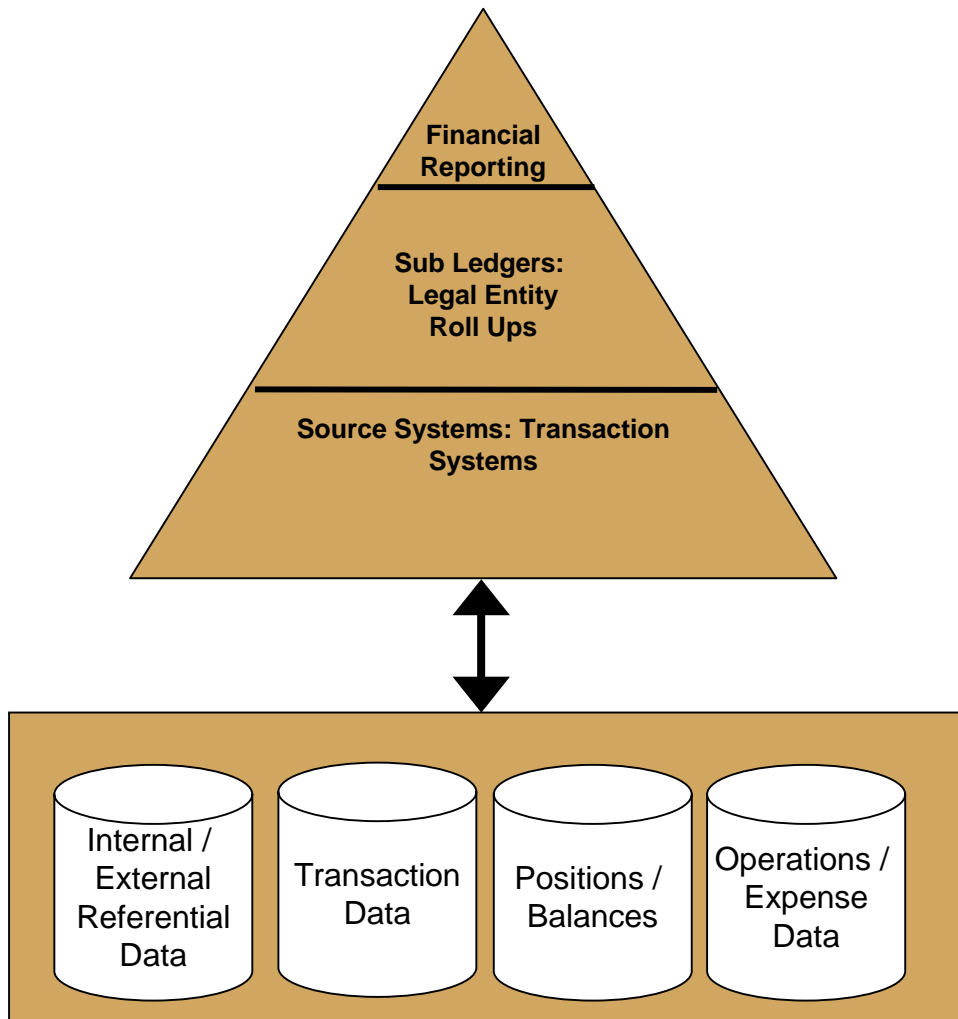 Financial
Reporting
Sub Ledgers:
Legal Entity
Roll Ups
Source Systems: Transaction
Systems
Internal /
External
Referential
Data
Transaction
Data
Positions /
Balances
Operations /
Expense
Data